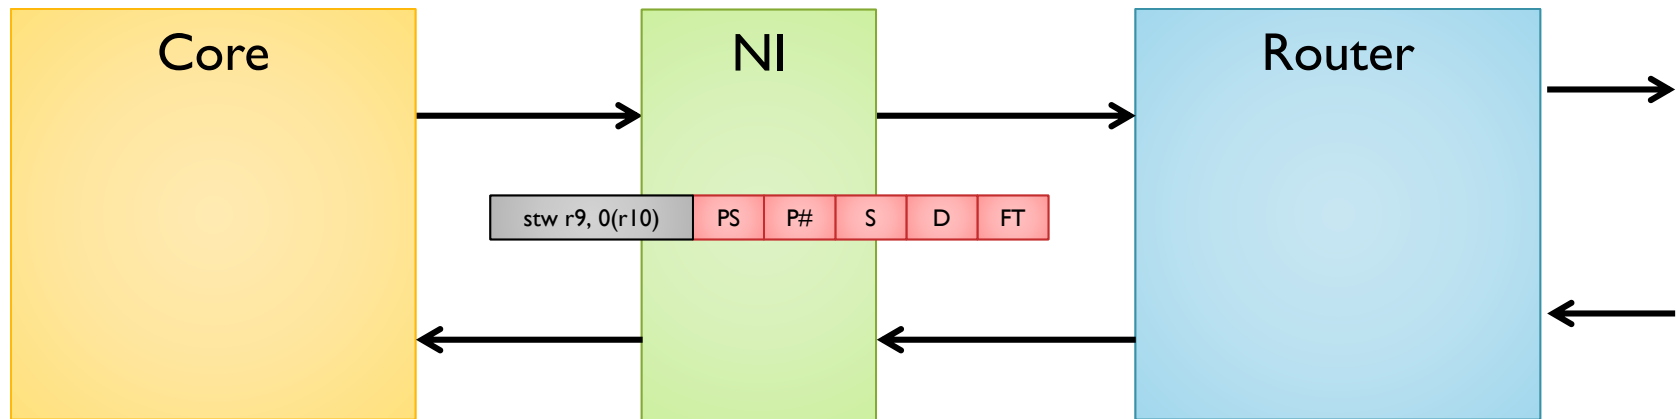 Core
NI
Router
stw r9, 0(r10)
PS
P#
S
D
FT